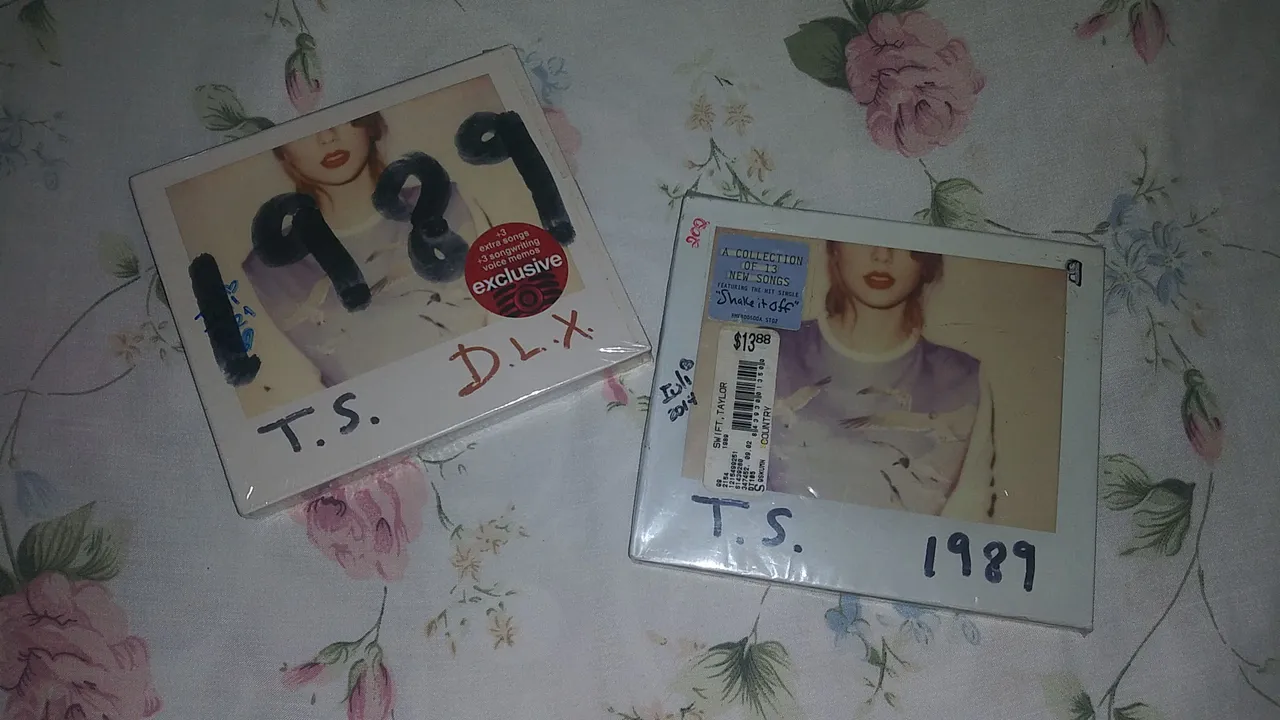 1989
+3
extra songs
+3 songwriting
voice memos
exclusive
D.L.X.
T.S.
A COLLECTION
OF 13
NEW SONGS
FEATURING THE HIT SINGLE
"Shake it Off"
$13.88
SWIFT, TAYLOR
1989
COUNTRY
2014
T.S.
1989